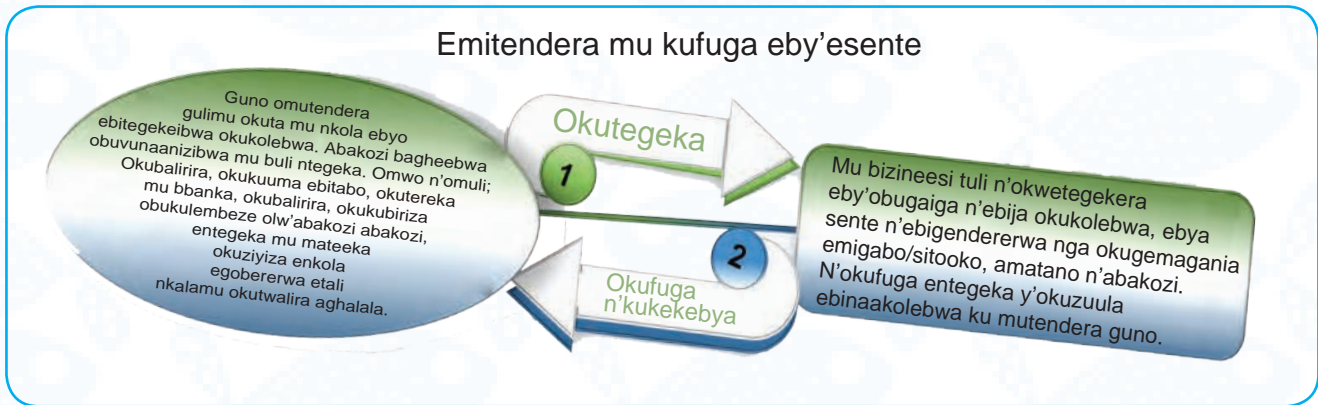 Emitendera mu kufuga eby'esente
Guno omutendera
gulimu okuta mu nkola ebyo
ebitegekeibwa okukolebwa. Abakozi bagheebwa
obuvunaanizibwa mu buli ntegeka. Omwo n'omuli;
Okubalirira, okukuuma ebitabo, okutereka
mu bbanka, okubalirira, okukubiriza
obukulembeze olw'abakozi abakozi,
entegeka mu mateeka
okuziyiza enkola
egobererwa etali
nkalamu okutwalira aghalala.
Okutegeka
1
2
Okufuga
n'kukekebya
Mu bizineesi tuli n'okwetegekera
eby'obugaiga n'ebija okukolebwa, ebya
sente n'ebigendererwa nga okugemagania
emigabo/sitooko, amatano n'abakozi.
N'okufuga entegeka y'okuzuula
ebinaakolebwa ku mutendera guno.